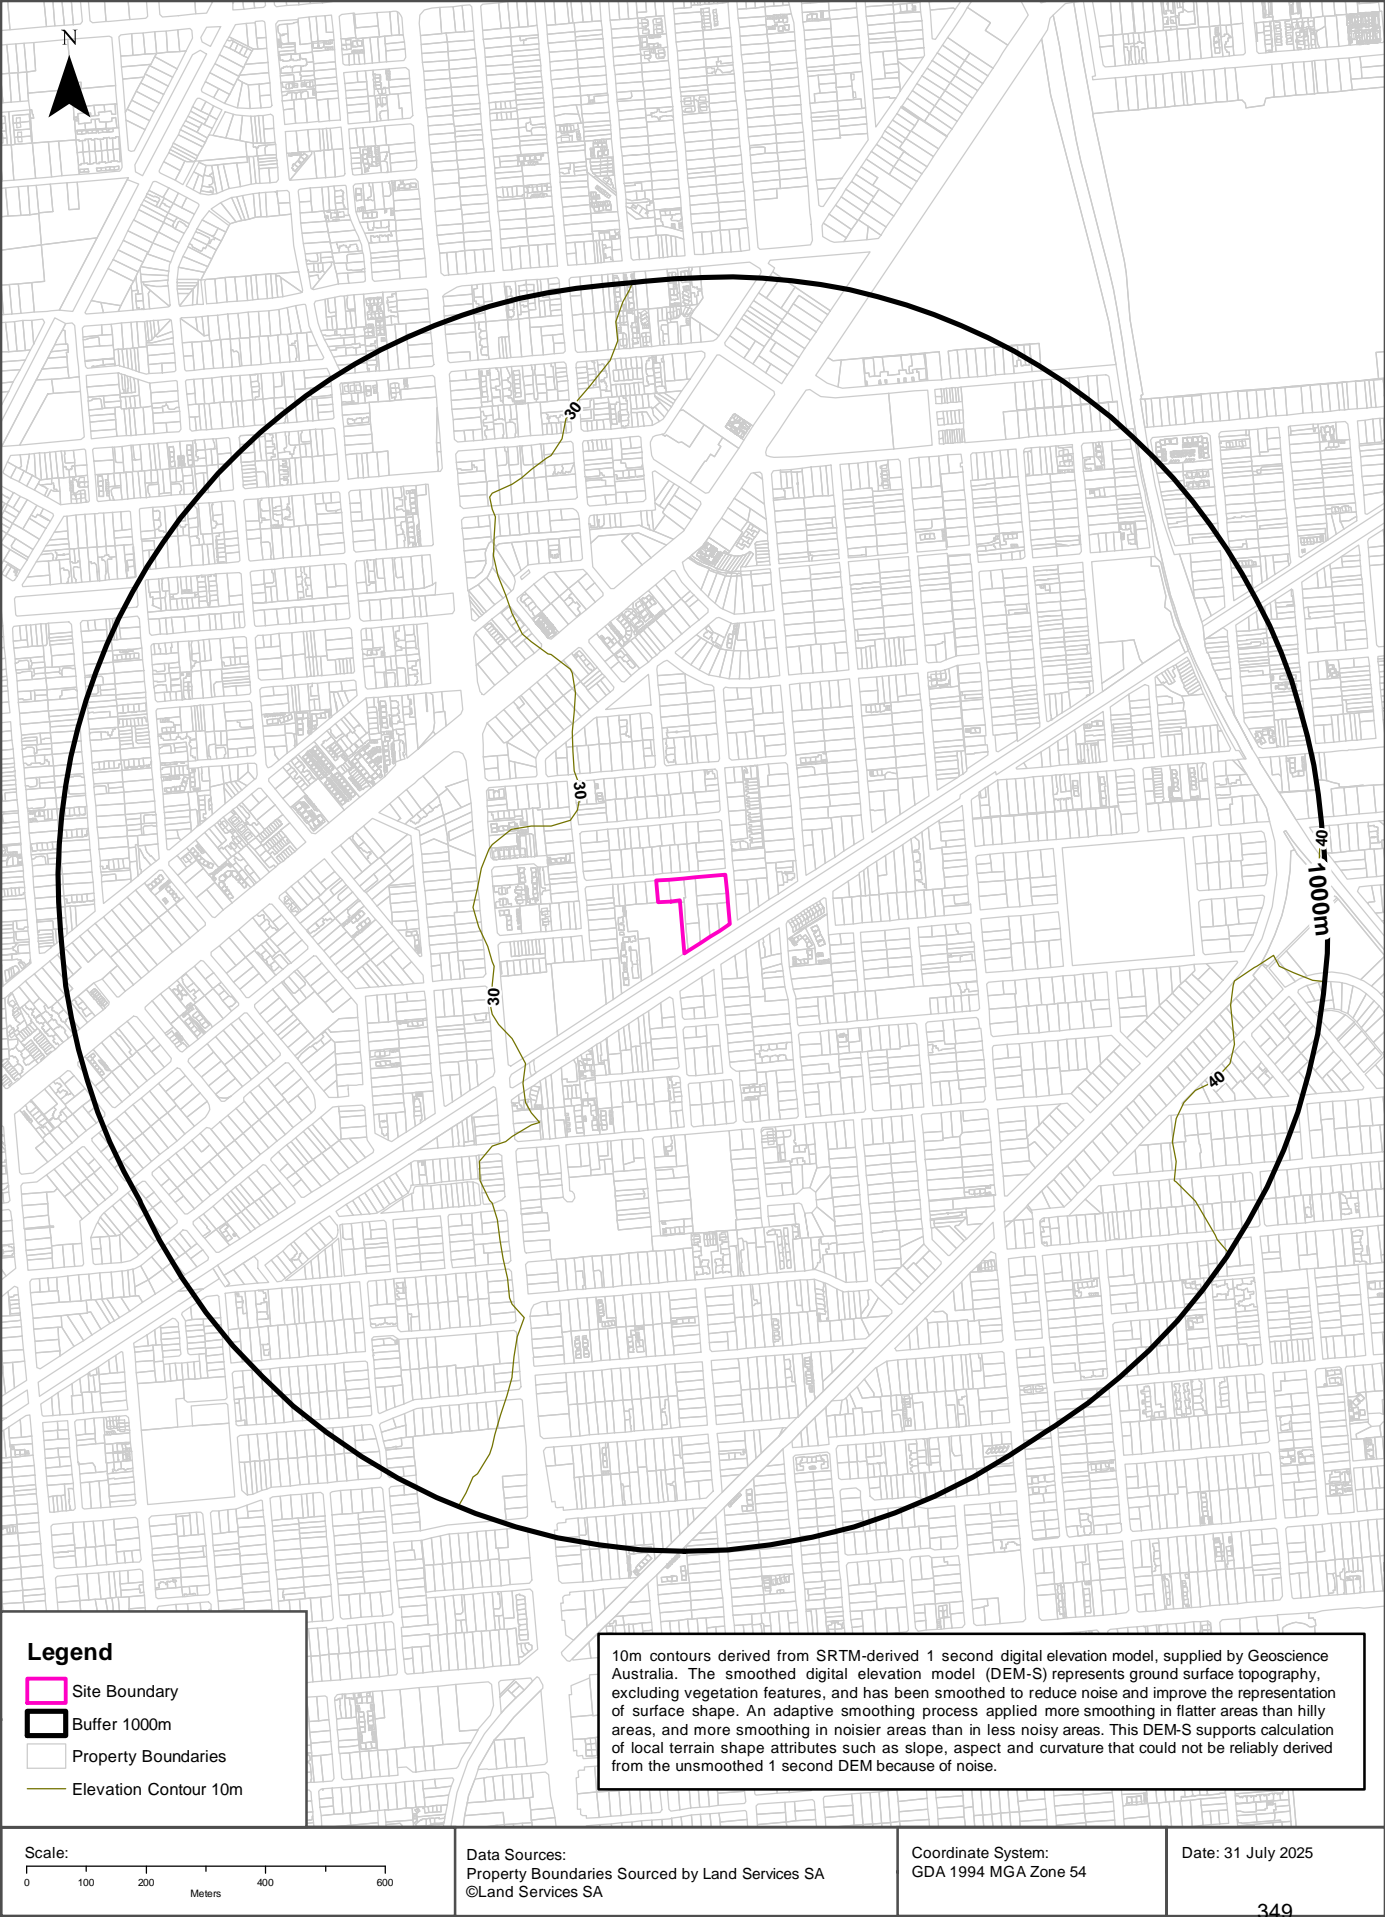 N
30
30
40
1000m
30
40
Legend
Site Boundary
Buffer 1000m
Property Boundaries
Elevation Contour 10m
10m contours derived from SRTM-derived 1 second digital elevation model, supplied by Geoscience
Australia. The smoothed digital elevation model (DEM-S) represents ground surface topography,
excluding vegetation features, and has been smoothed to reduce noise and improve the representation
of surface shape. An adaptive smoothing process applied more smoothing in flatter areas than hilly
areas, and more smoothing in noisier areas than in less noisy areas. This DEM-S supports calculation
of local terrain shape attributes such as slope, aspect and curvature that could not be reliably derived
from the unsmoothed 1 second DEM because of noise.
Scale:
0 100 200 400 600
Meters
Data Sources:
Property Boundaries Sourced by Land Services SA
©Land Services SA
Coordinate System:
GDA 1994 MGA Zone 54
Date: 31 July 2025
349